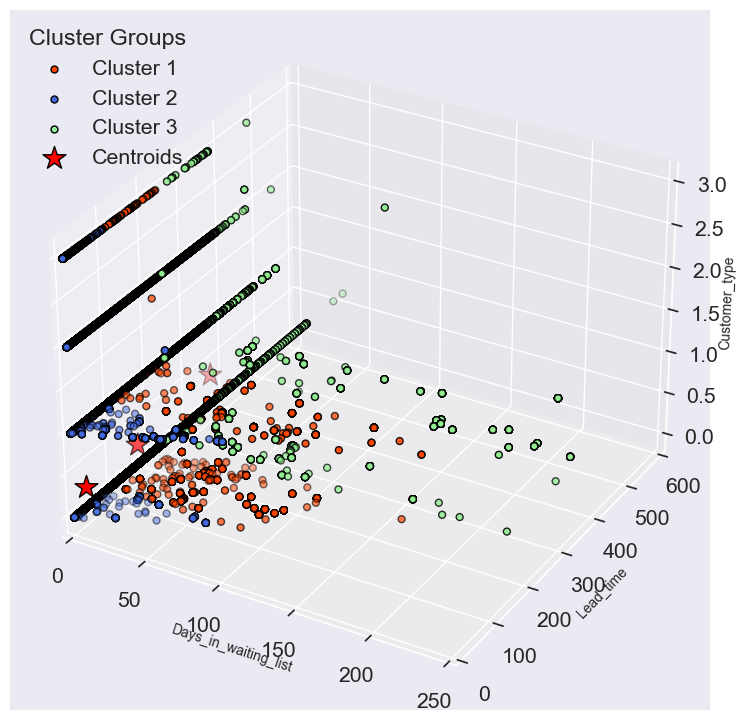 Cluster Groups
Cluster 1
Cluster 2
Cluster 3
Centroids
3.0
2.5
2.0
1.5
1.0
0.5
0.0
Customer_type
0
50
100
150
200
250
Days_in_waiting_list
0
100
200
300
400
500
600
Lead_time